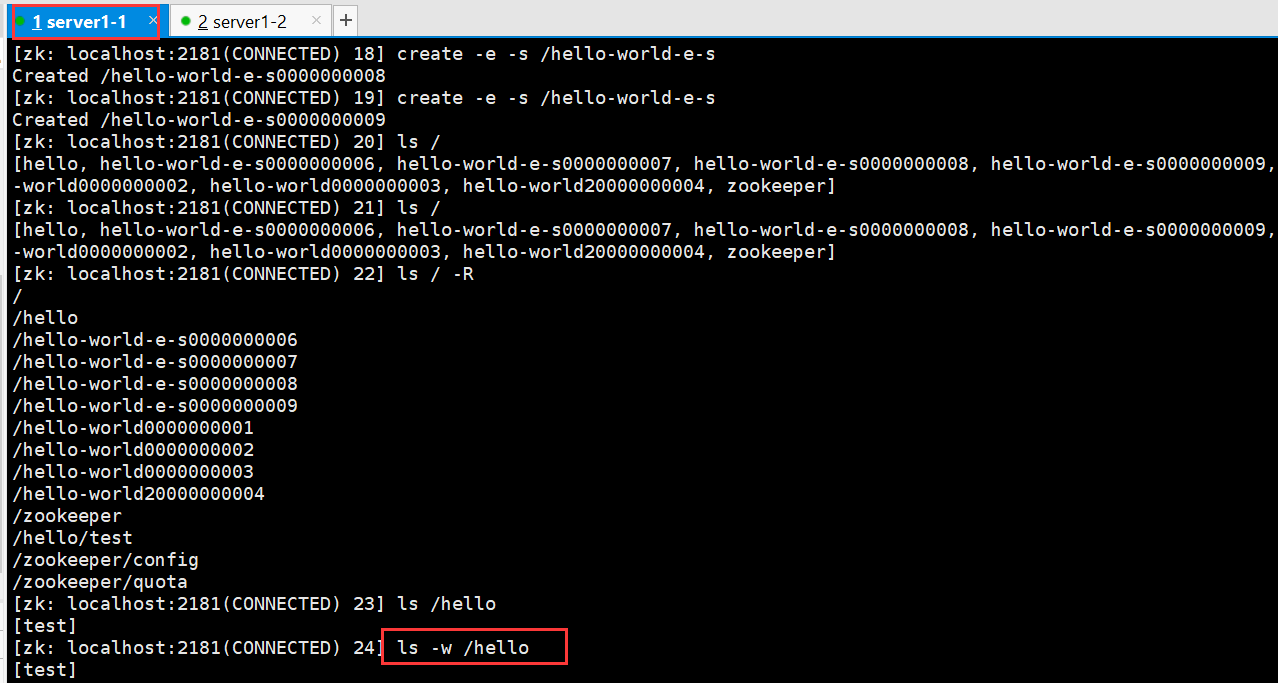 1 server1-1 × 2 server1-2 × +
[zk: localhost:2181(CONNECTED) 18] create -e -s /hello-world-e-s
Created /hello-world-e-s0000000008
[zk: localhost:2181(CONNECTED) 19] create -e -s /hello-world-e-s
Created /hello-world-e-s0000000009
[zk: localhost:2181(CONNECTED) 20] ls /
[hello, hello-world-e-s0000000006, hello-world-e-s0000000007, hello-world-e-s0000000008, hello-world-e-s0000000009,
-world0000000002, hello-world0000000003, hello-world20000000004, zookeeper]
[zk: localhost:2181(CONNECTED) 21] ls /
[hello, hello-world-e-s0000000006, hello-world-e-s0000000007, hello-world-e-s0000000008, hello-world-e-s0000000009,
-world0000000002, hello-world0000000003, hello-world20000000004, zookeeper]
[zk: localhost:2181(CONNECTED) 22] ls / -R
/
/hello
/hello-world-e-s0000000006
/hello-world-e-s0000000007
/hello-world-e-s0000000008
/hello-world-e-s0000000009
/hello-world0000000001
/hello-world0000000002
/hello-world0000000003
/hello-world20000000004
/zookeeper
/hello/test
/zookeeper/config
/zookeeper/quota
[zk: localhost:2181(CONNECTED) 23] ls /hello
[test]
[zk: localhost:2181(CONNECTED) 24] ls -w /hello
[test]